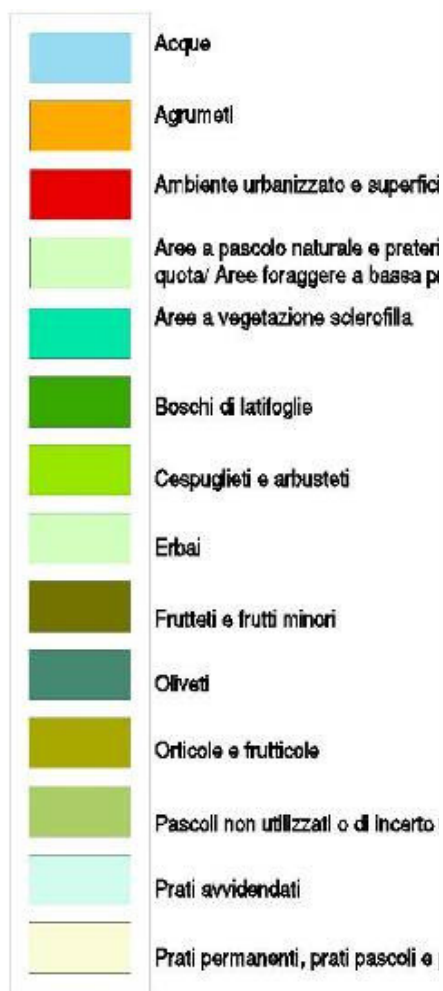 Acque
Agrumeti
Ambiente urbanizzato e superfici
Aree a pascolo naturale e prateri
quota/ Aree foraggere a bassa p
Aree a vegetazione sclerofilla
Boschi di latifoglie
Cespuglieti e arbusteti
Erbai
Frutteti e frutti minori
Oliveti
Orticole e frutticole
Pascoli non utilizzati o di incerto
Prati avvidendati
Prati permanenti, prati pascoli e